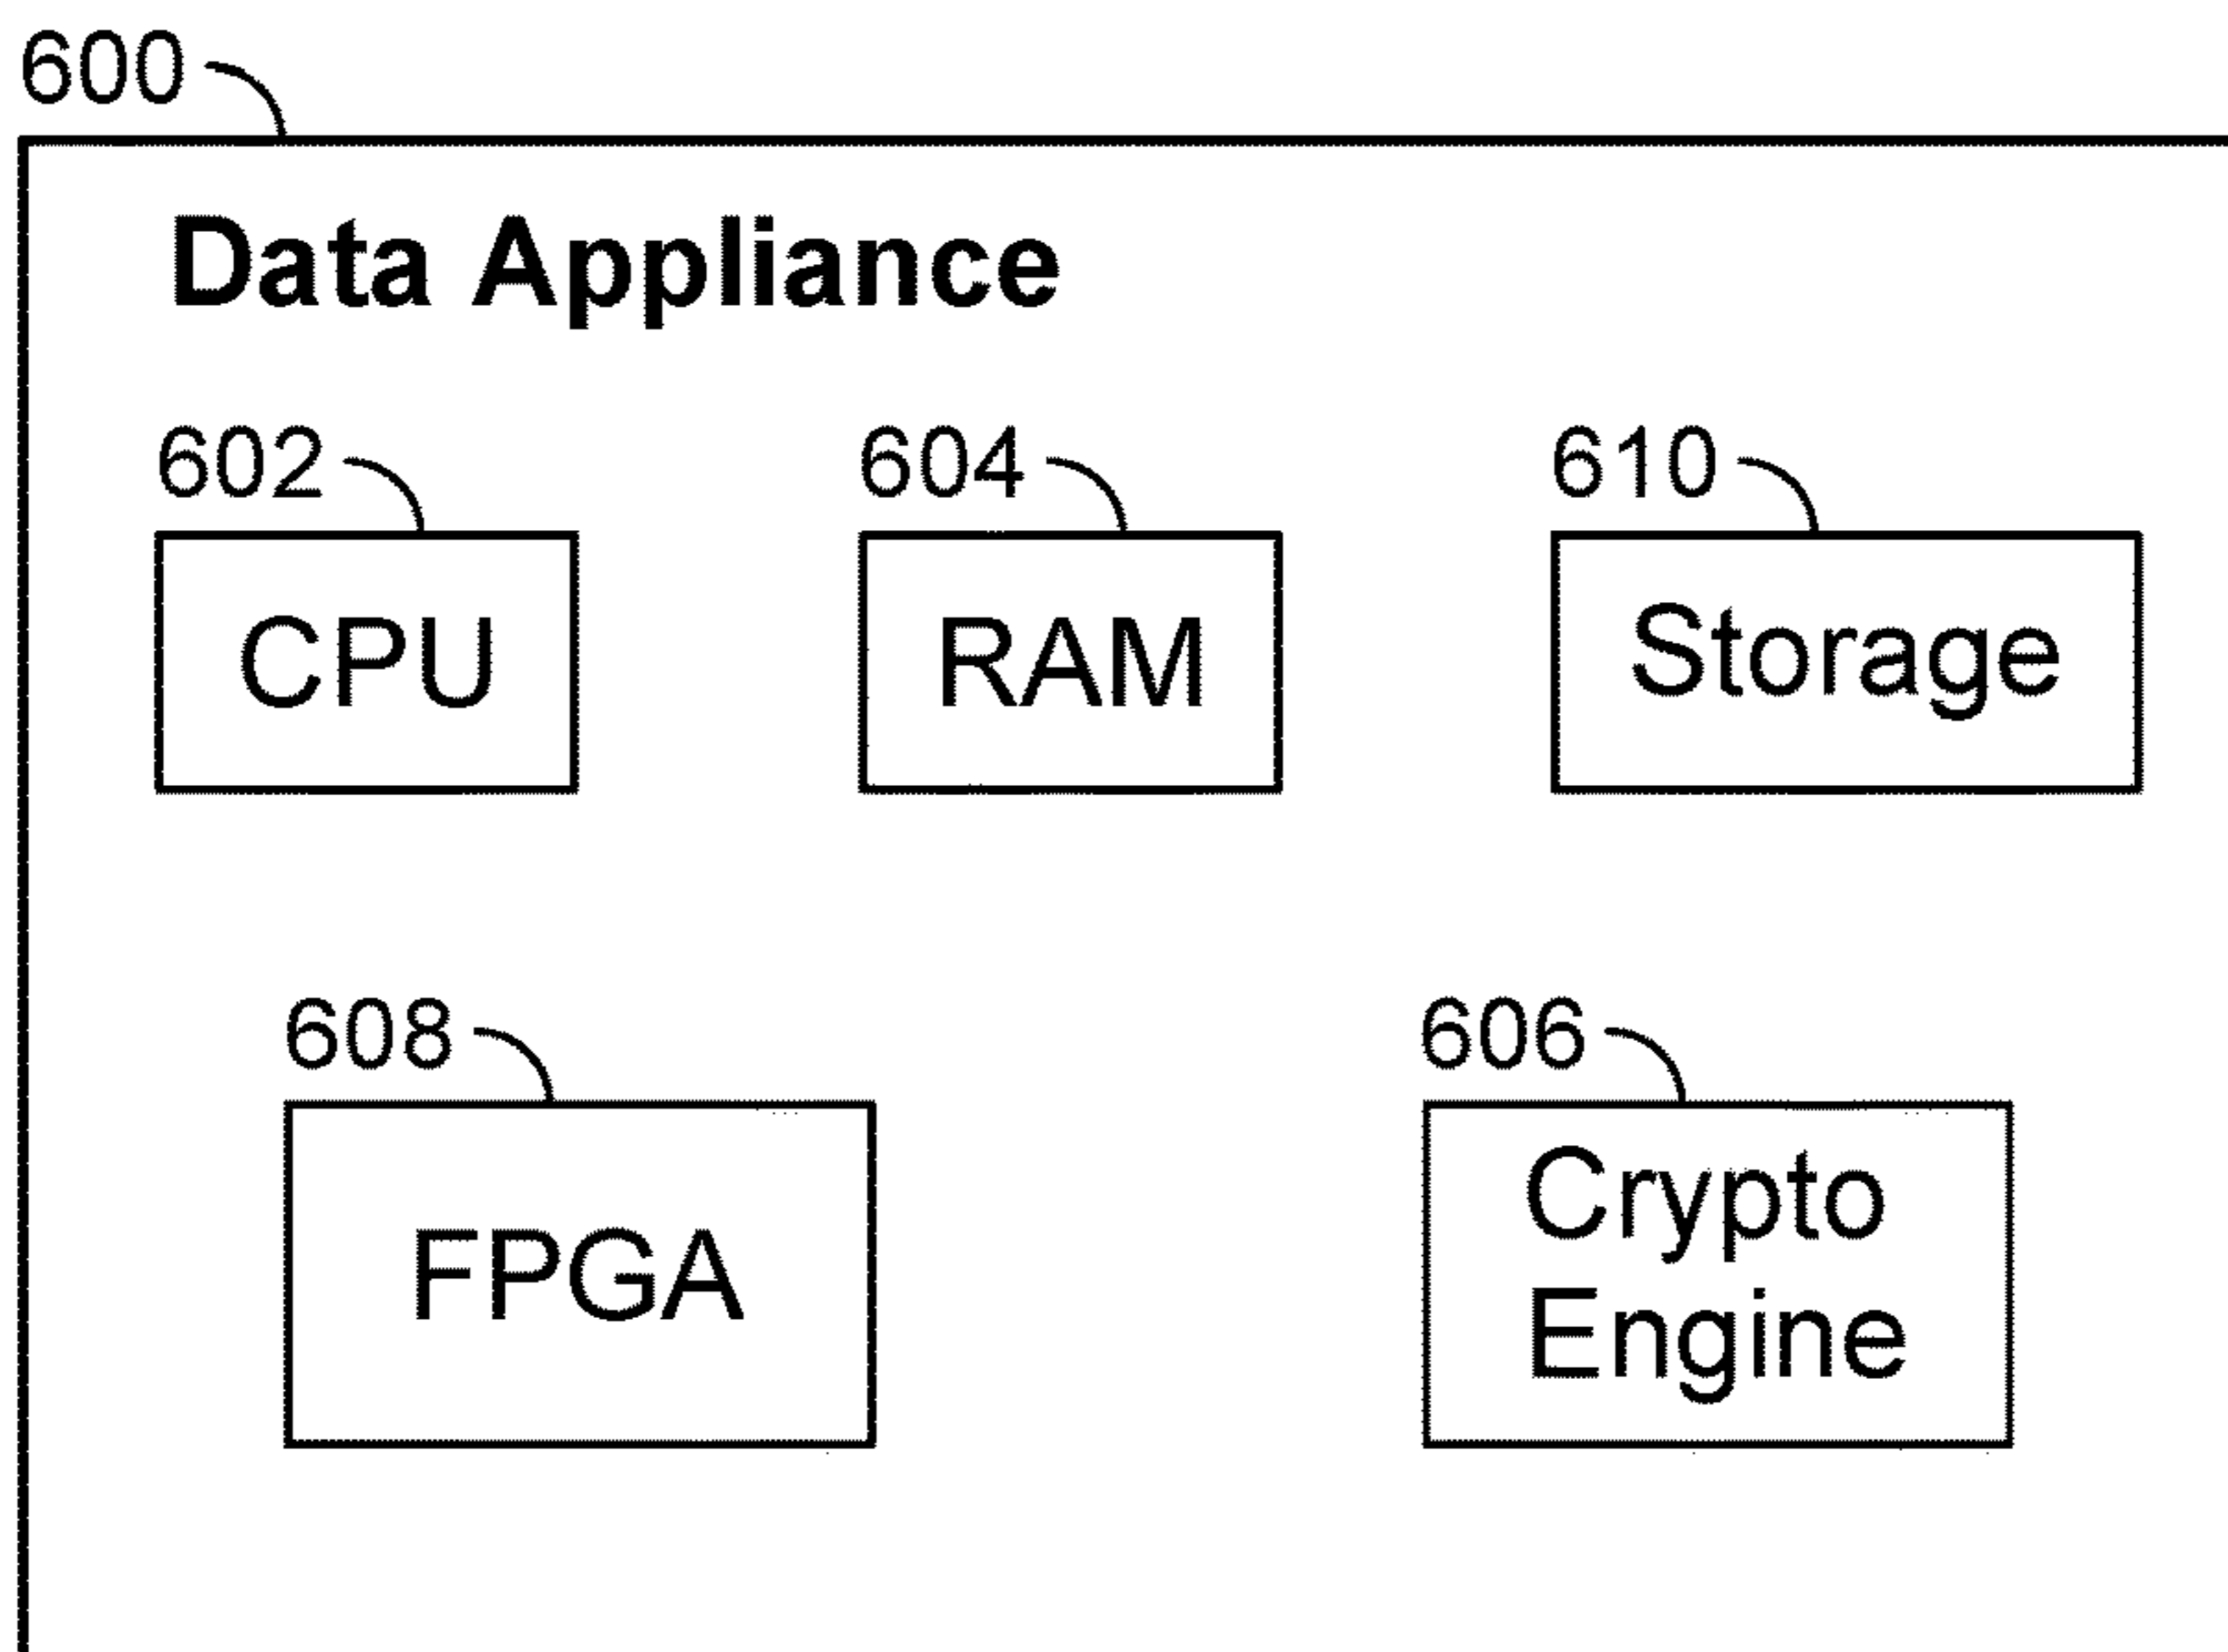 600
Data Appliance
602
604
610
CPU
RAM
Storage
608
606
FPGA
Crypto
Engine